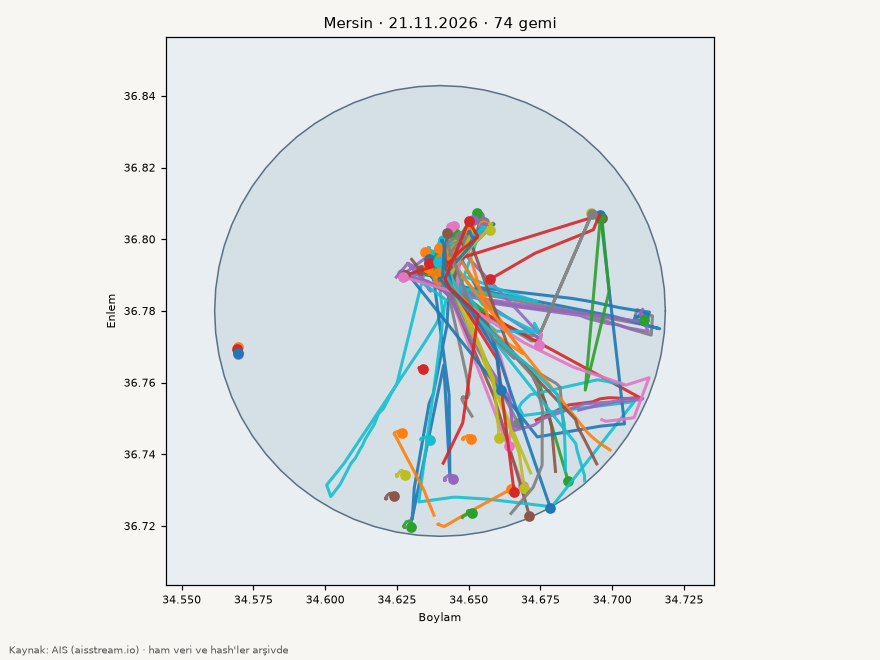 Mersin · 21.11.2026 · 74 gemi
Enlem
36.84
36.82
36.80
36.78
36.76
36.74
36.72
34.550 34.575 34.600 34.625 34.650 34.675 34.700 34.725
Boylam
Kaynak: AIS (aisstream.io) · ham veri ve hash'ler arşivde